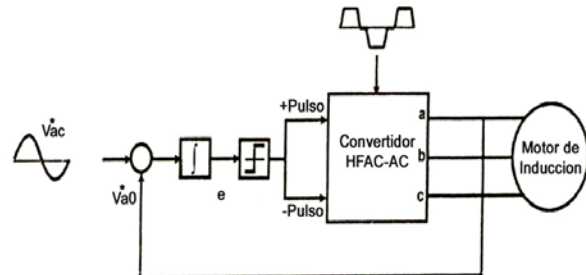 V*ac
V*a0
∫
e
+Pulso
-Pulso
Convertidor
HFAC-AC
a
b
c
Motor de
Induccion